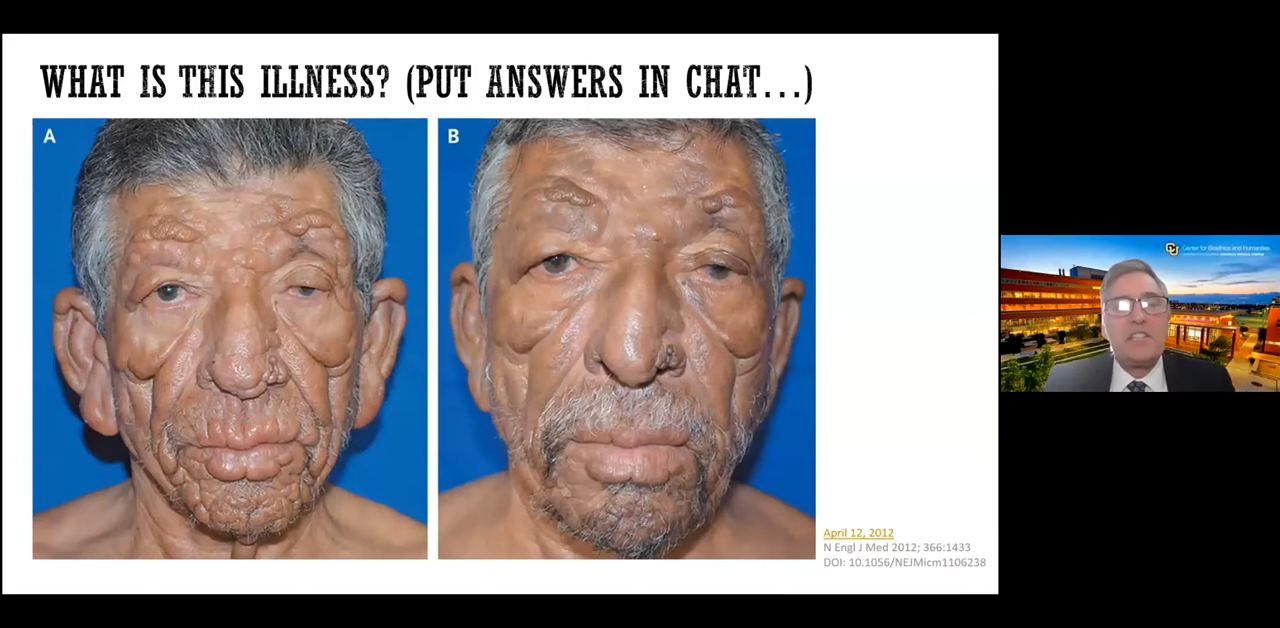 WHAT IS THIS ILLNESS? (PUT ANSWERS IN CHAT...)
A
B
April 12, 2012
N Engl J Med 2012; 366:1433
DOI: 10.1056/NEJMicm1106238
Center for Bioethics and Humanities